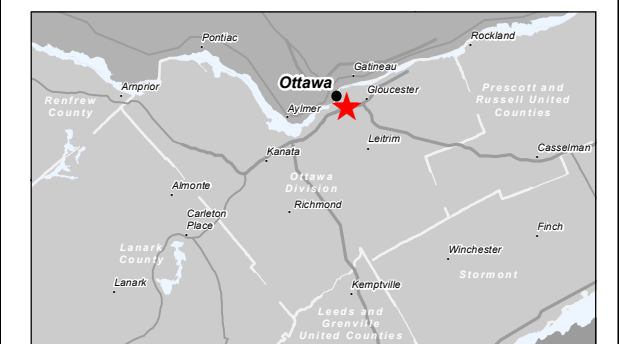 Pontiac
Rockland
Gatineau
Ottawa
Arnprior
Gloucester
Prescott and
Russell United
Counties
Renfrew
County
Aylmer
Leitrim
Casselman
Kanata
Ottawa
Division
Almonte
Richmond
Carleton
Place
Finch
Lanark
County
Winchester
Stormont
Lanark
Kemptville
Leeds and
Grenville
United Counties